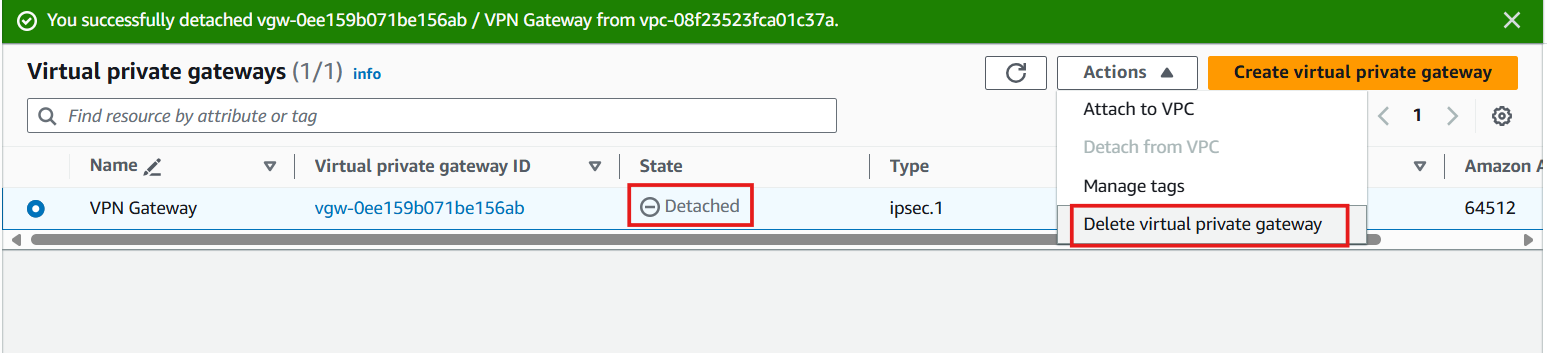 You successfully detached vgw-0ee159b071be156ab / VPN Gateway from vpc-08f23523fca01c37a.
Virtual private gateways (1/1) info
Actions
Create virtual private gateway
Find resource by attribute or tag
Attach to VPC
1
Detach from VPC
Manage tags
Delete virtual private gateway
Name
Virtual private gateway ID
State
Type
Amazon A
VPN Gateway
vgw-0ee159b071be156ab
Detached
ipsec.1
64512